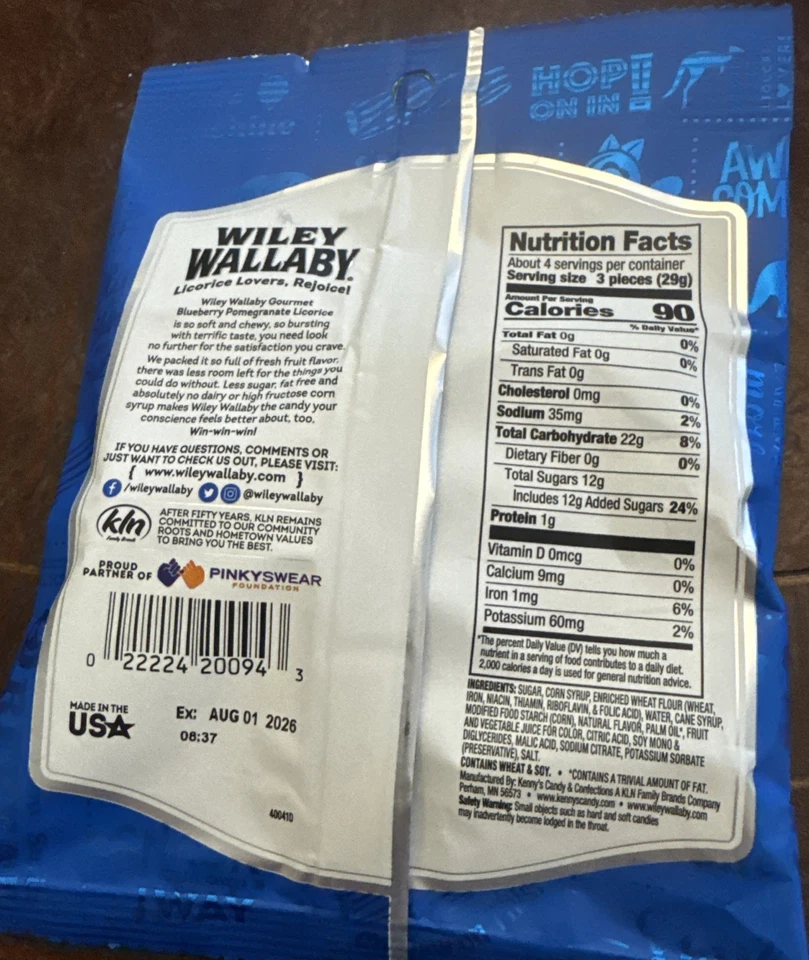 HOP!
ON IN!
LOVERS
AW
COM
WILEY
WALLABY.
Licorice Lovers, Rejoice!
Wiley Wallaby Gourmet
Blueberry Pomegranate Licorice
is so soft and chewy, so bursting
with terrific taste, you need look
no further for the satisfaction you crave.
We packed it so full of fresh fruit flavor,
there was less room left for the things you
could do without. Less sugar, fat free and
absolutely no dairy or high fructose corn
syrup makes Wiley Wallaby the candy your
conscience feels better about, too.
Win-win-win!
IF YOU HAVE QUESTIONS, COMMENTS OR
JUST WANT TO CHECK US OUT, PLEASE VISIT:
{ www.wileywallaby.com }
/wileywallaby @wileywallaby
kln
Family Brands
AFTER FIFTY YEARS, KLN REMAINS
COMMITTED TO OUR COMMUNITY
ROOTS AND HOMETOWN VALUES
TO BRING YOU THE BEST.
PROUD
PARTNER OF
PINKYSWEAR
FOUNDATION
0 22224 20094 3
MADE IN THE
USA
Ex: AUG 01 2026
08:37
400410
Nutrition Facts
About 4 servings per container
Serving size 3 pieces (29g)
Amount Per Serving
Calories 90
% Daily Value*
Total Fat 0g 0%
Saturated Fat 0g 0%
Trans Fat 0g
Cholesterol 0mg 0%
Sodium 35mg 2%
Total Carbohydrate 22g 8%
Dietary Fiber 0g 0%
Total Sugars 12g
Includes 12g Added Sugars 24%
Protein 1g
Vitamin D 0mcg 0%
Calcium 9mg 0%
Iron 1mg 6%
Potassium 60mg 2%
*The percent Daily Value (DV) tells you how much a
nutrient in a serving of food contributes to a daily diet.
2,000 calories a day is used for general nutrition advice.
INGREDIENTS: SUGAR, CORN SYRUP, ENRICHED WHEAT FLOUR (WHEAT,
IRON, NIACIN, THIAMIN, RIBOFLAVIN, & FOLIC ACID), WATER, CANE SYRUP,
MODIFIED FOOD STARCH (CORN), NATURAL FLAVOR, PALM OIL*, FRUIT
AND VEGETABLE JUICE FOR COLOR, CITRIC ACID, SOY MONO &
DIGLYCERIDES, MALIC ACID, SODIUM CITRATE, POTASSIUM SORBATE
(PRESERVATIVE), SALT.
CONTAINS WHEAT & SOY. • *CONTAINS A TRIVIAL AMOUNT OF FAT.
Manufactured By: Kenny's Candy & Confections A KLN Family Brands Company
Perham, MN 56573 • www.kennyscandy.com • www.wileywallaby.com
Safety Warning: Small objects such as hard and soft candies
may inadvertently become lodged in the throat.